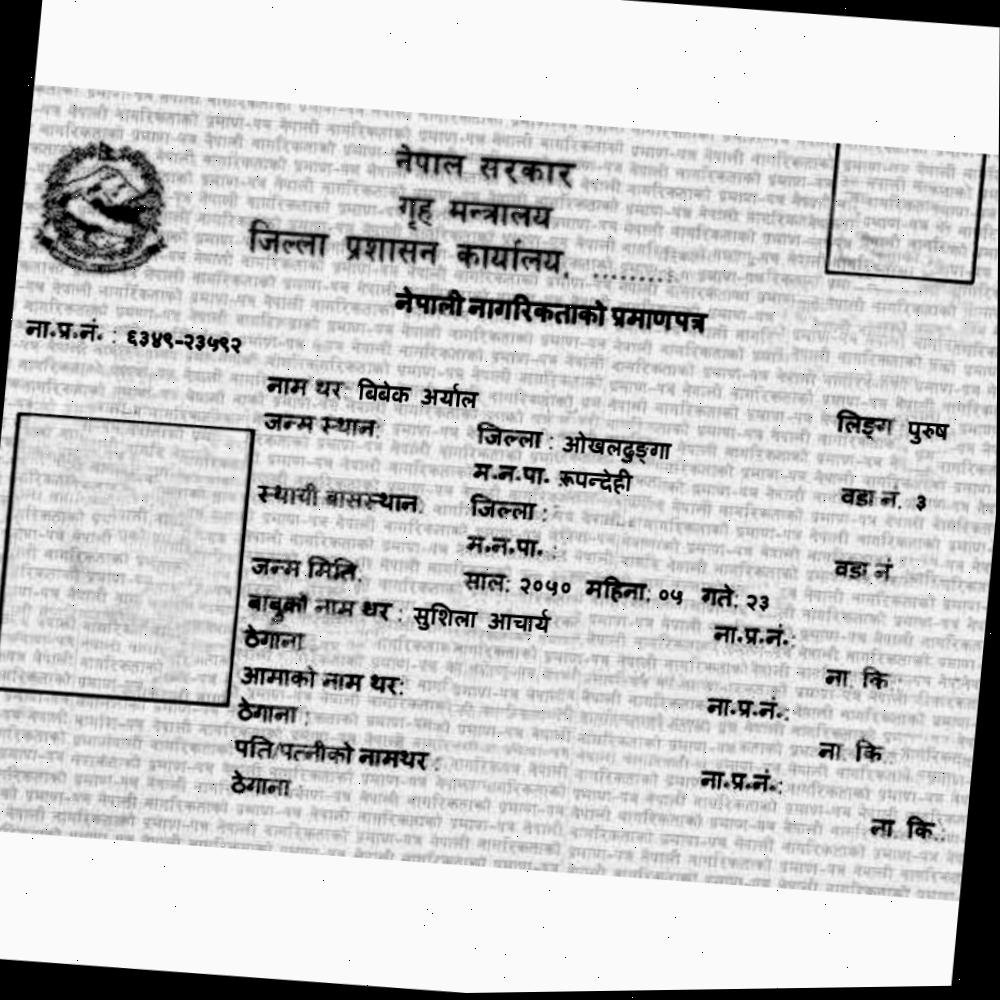 नेपाल सरकार
गृह मन्त्रालय
जिल्ला प्रशासन कार्यालय, .........
नेपाली नागरिकताको प्रमाणपत्र
ना.प्र.नं. : ६३४९-२३५९२
नाम थर: बिबेक अर्याल लिङ्ग पुरुष
जन्म स्थान: जिल्ला : ओखलढुङ्गा
म.न.पा. रूपन्देही वडा नं. ३
स्थायी बासस्थान: जिल्ला :
म.न.पा. : वडा नं
जन्म मिति: साल: २०५० महिना: ०५ गते: २३
बाबुको नाम थर : सुशिला आचार्य ना.प्र.नं.:
ठेगाना ना. कि
आमाको नाम थर: ना.प्र.नं.:
ठेगाना : ना. कि.:
पति/पत्नीको नामथर : ना.प्र.नं.:
ठेगाना ना. कि.: